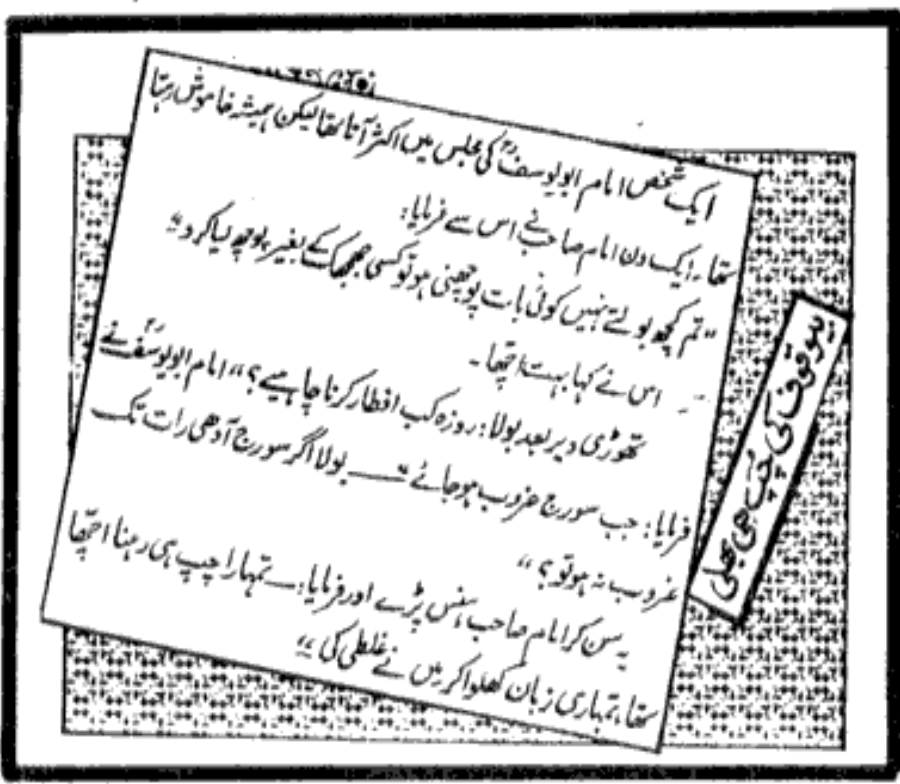 ایک شخص امام ابویوسفؒ کی مجلس میں اکثر آتا تھا لیکن ہمیشہ خاموش رہتا
تھا۔ ایک دن امام صاحب نے اس سے فرمایا:
"تم کچھ بولتے نہیں کوئی بات پوچھنی ہو تو کسی جھجک کے بغیر پوچھ لیا کرو۔"
اس نے کہا بہت اچھا۔
تھوڑی دیر بعد بولا: روزہ کب افطار کرنا چاہیے؟" امام ابویوسفؒ نے
فرمایا: جب سورج غروب ہو جائے" — بولا اگر سورج آدھی رات تک
غروب نہ ہو تو؟"
یہ سن کر امام صاحب ہنس پڑے اور فرمایا: — تمہارا چپ ہی رہنا اچھا
تھا، تمہاری زبان کھلوا کر میں نے غلطی کی۔"
بیوقوف کی چُپ ہی بھلی